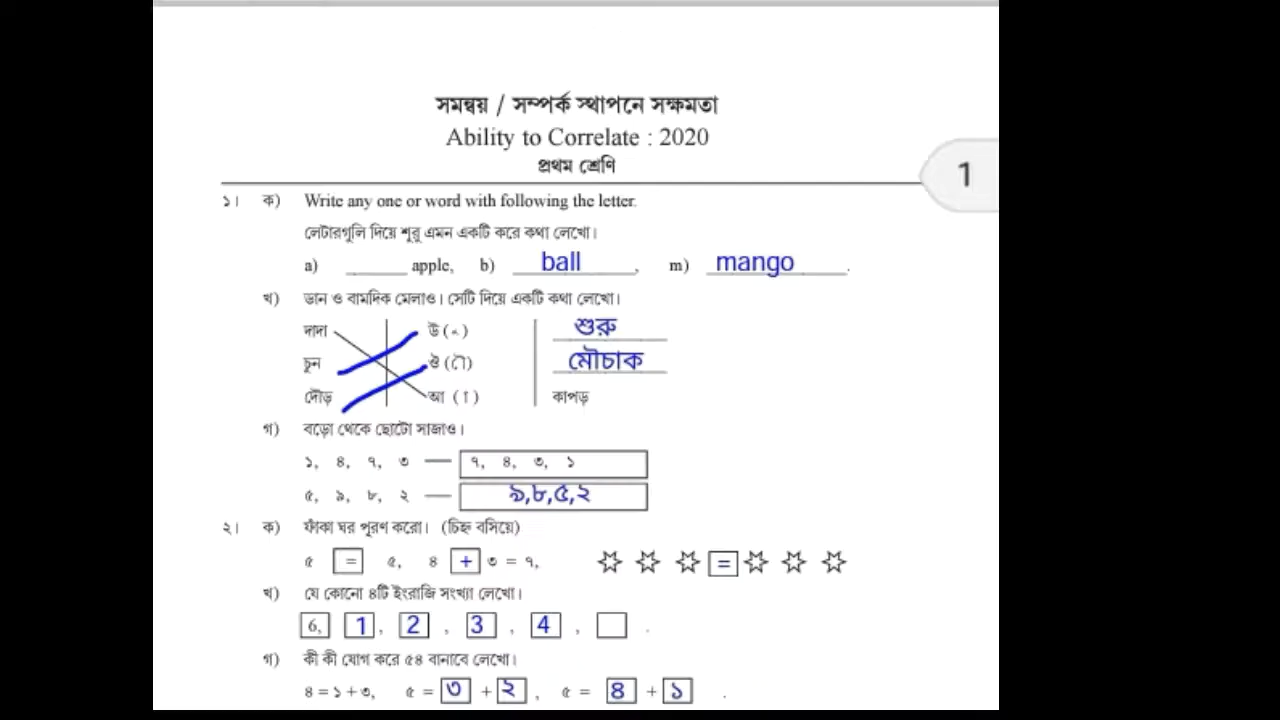 সমন্বয় / সম্পর্ক স্থাপনে সক্ষমতা
Ability to Correlate : 2020
প্রথম শ্রেণি
1
১। ক) Write any one or word with following the letter.
লেটারগুলি দিয়ে শুরু এমন একটি করে কথা লেখো।
a) ______ apple, b) ball, m) mango.
খ) ডান ও বামদিক মেলাও। সেটি দিয়ে একটি কথা লেখো।
দাদা উ (ু) শুরু
চুন ঔ (ৌ) মৌচাক
দৌড় আ (া) কাপড়
গ) বড়ো থেকে ছোটো সাজাও।
১, ৪, ৭, ৩ — ৭, ৪, ৩, ১
৫, ৯, ৮, ২ — ৯,৮,৫,২
২। ক) ফাঁকা ঘর পূরণ করো। (চিহ্ন বসিয়ে)
৫ = ৫, ৪ + ৩ = ৭, =
খ) যে কোনো ৪টি ইংরাজি সংখ্যা লেখো।
6, 1, 2, 3, 4, .
গ) কী কী যোগ করে ৫৪ বানাবে লেখো।
৪ = ১ + ৩, ৫ = ৩ + ২, ৫ = ৪ + ১.